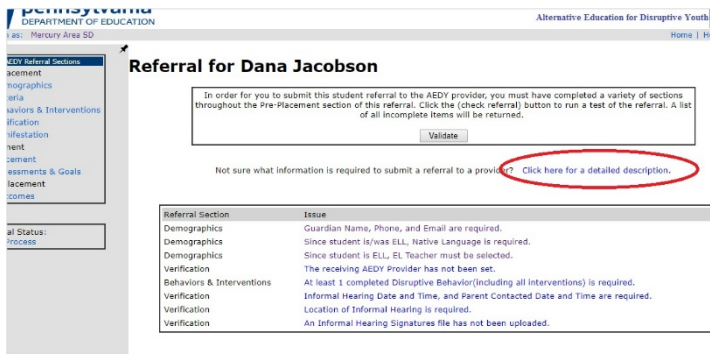 pennsylvania
DEPARTMENT OF EDUCATION
Alternative Education for Disruptive Youth
as: Mercury Area SD
Home | H
AEDY Referral Sections
acement
mographics
eria
aviors & Interventions
ification
nifestation
ment
cement
essments & Goals
lacement
comes
al Status:
Process
Referral for Dana Jacobson
In order for you to submit this student referral to the AEDY provider, you must have completed a variety of sections
throughout the Pre-Placement section of this referral. Click the (check referral) button to run a test of the referral. A list
of all incomplete items will be returned.
Validate
Not sure what information is required to submit a referral to a provider? Click here for a detailed description.
Referral Section Issue
Demographics Guardian Name, Phone, and Email are required.
Demographics Since student is/was ELL, Native Language is required.
Demographics Since student is ELL, EL Teacher must be selected.
Verification The receiving AEDY Provider has not been set.
Behaviors & Interventions At least 1 completed Disruptive Behavior(including all interventions) is required.
Verification Informal Hearing Date and Time, and Parent Contacted Date and Time are required.
Verification Location of Informal Hearing is required.
Verification An Informal Hearing Signatures file has not been uploaded.